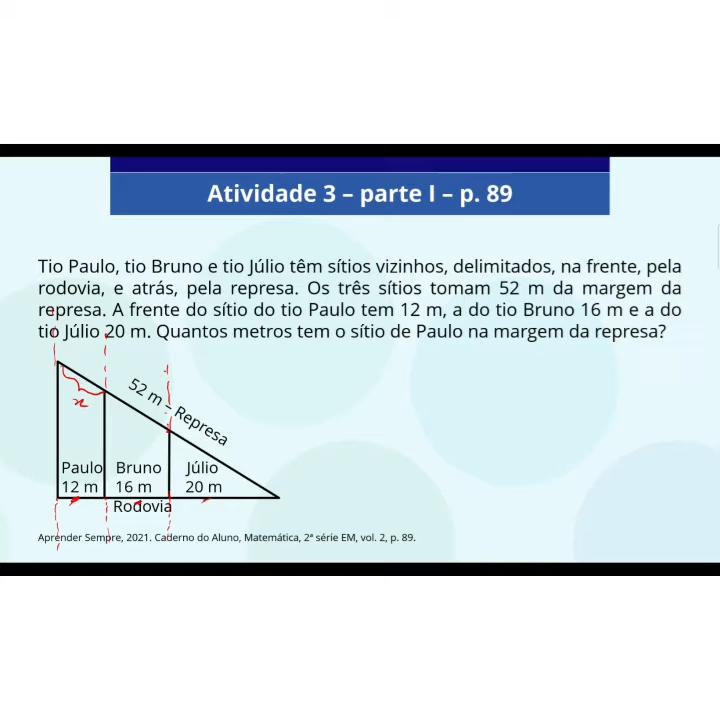 Atividade 3 – parte I – p. 89
Tio Paulo, tio Bruno e tio Júlio têm sítios vizinhos, delimitados, na frente, pela
rodovia, e atrás, pela represa. Os três sítios tomam 52 m da margem da
represa. A frente do sítio do tio Paulo tem 12 m, a do tio Bruno 16 m e a do
tio Júlio 20 m. Quantos metros tem o sítio de Paulo na margem da represa?
52 m – Represa
x
Paulo Bruno Júlio
12 m 16 m 20 m
Rodovia
Aprender Sempre, 2021. Caderno do Aluno, Matemática, 2ª série EM, vol. 2, p. 89.